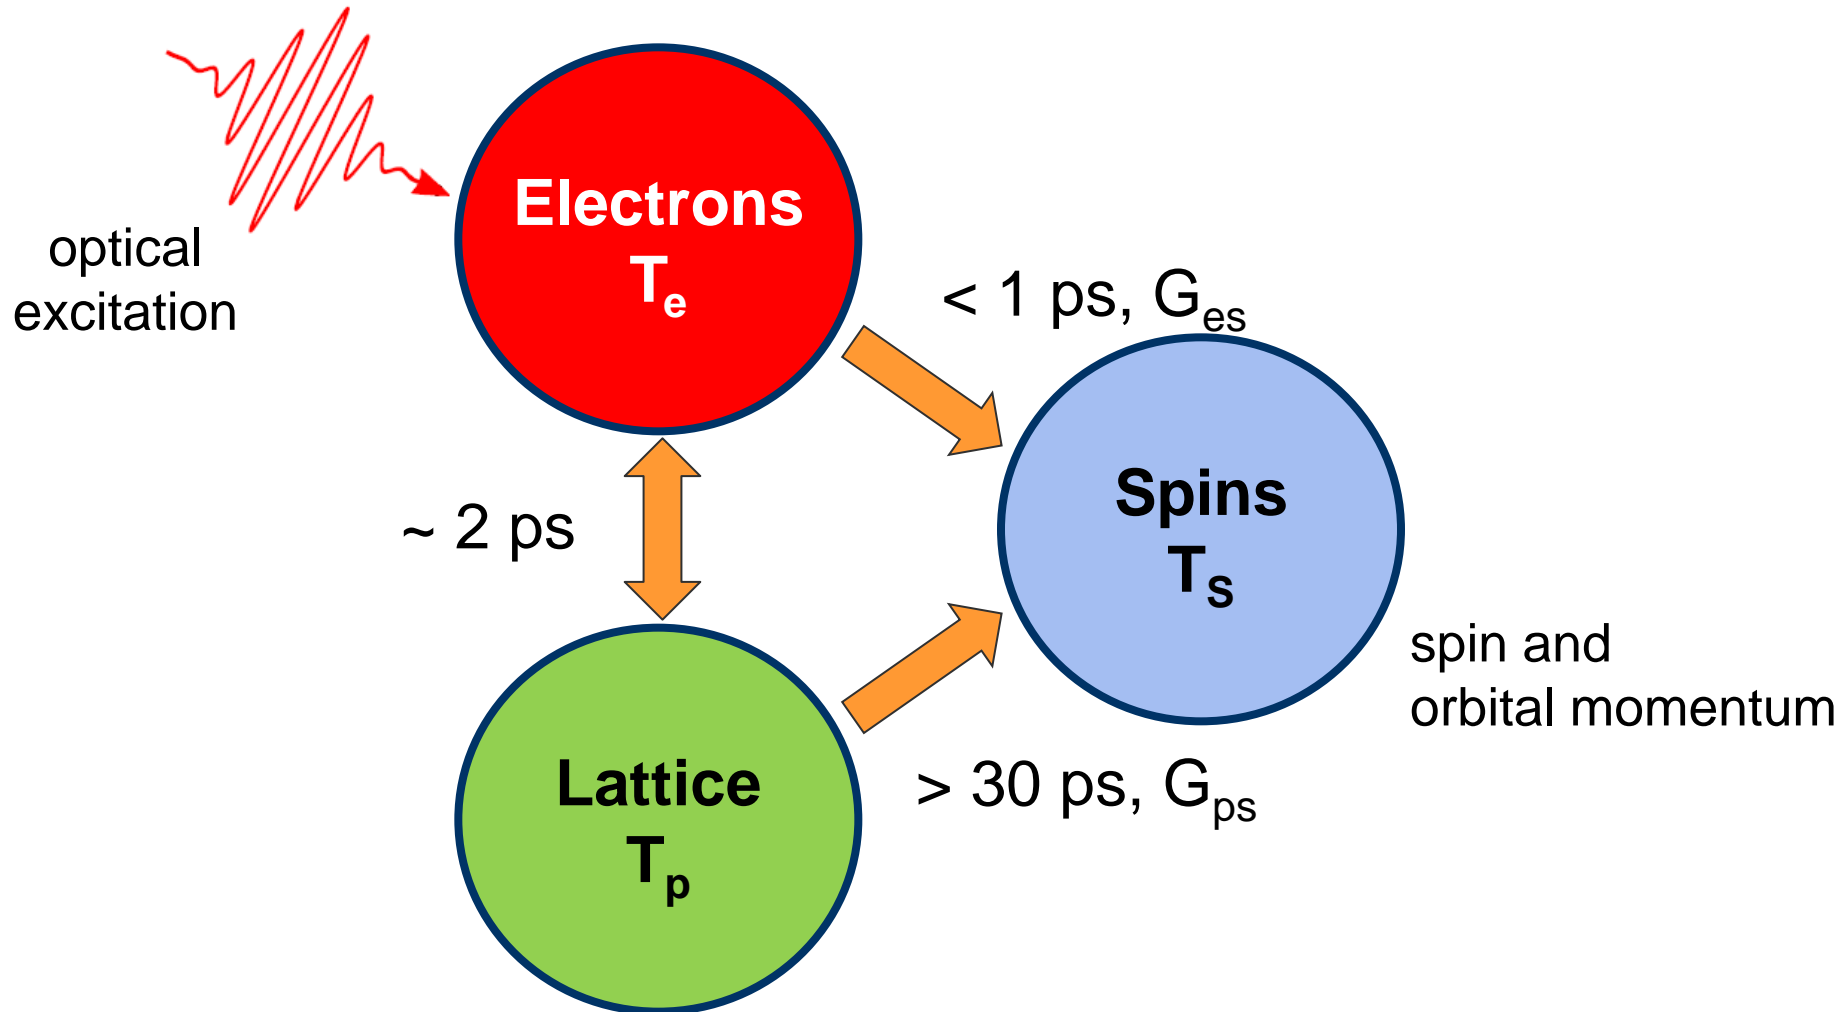 optical
excitation
Electrons
Tₑ
< 1 ps, Gₑₛ
~ 2 ps
Spins
Tₛ
spin and
orbital momentum
Lattice
Tₚ
> 30 ps, Gₚₛ